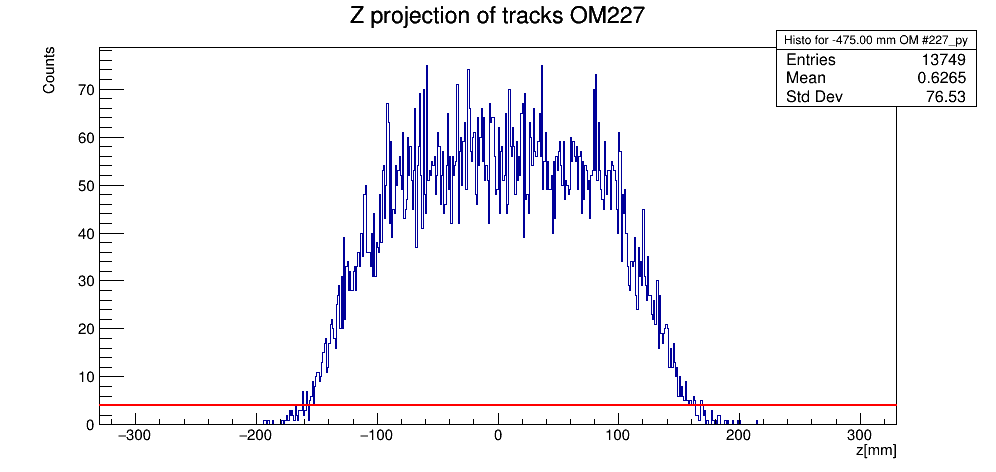 Z projection of tracks OM227
Histo for -475.00 mm OM #227_py
Entries 13749
Mean 0.6265
Std Dev 76.53
Counts
70
60
50
40
30
20
10
0
−300 −200 −100 0 100 200 300
z[mm]